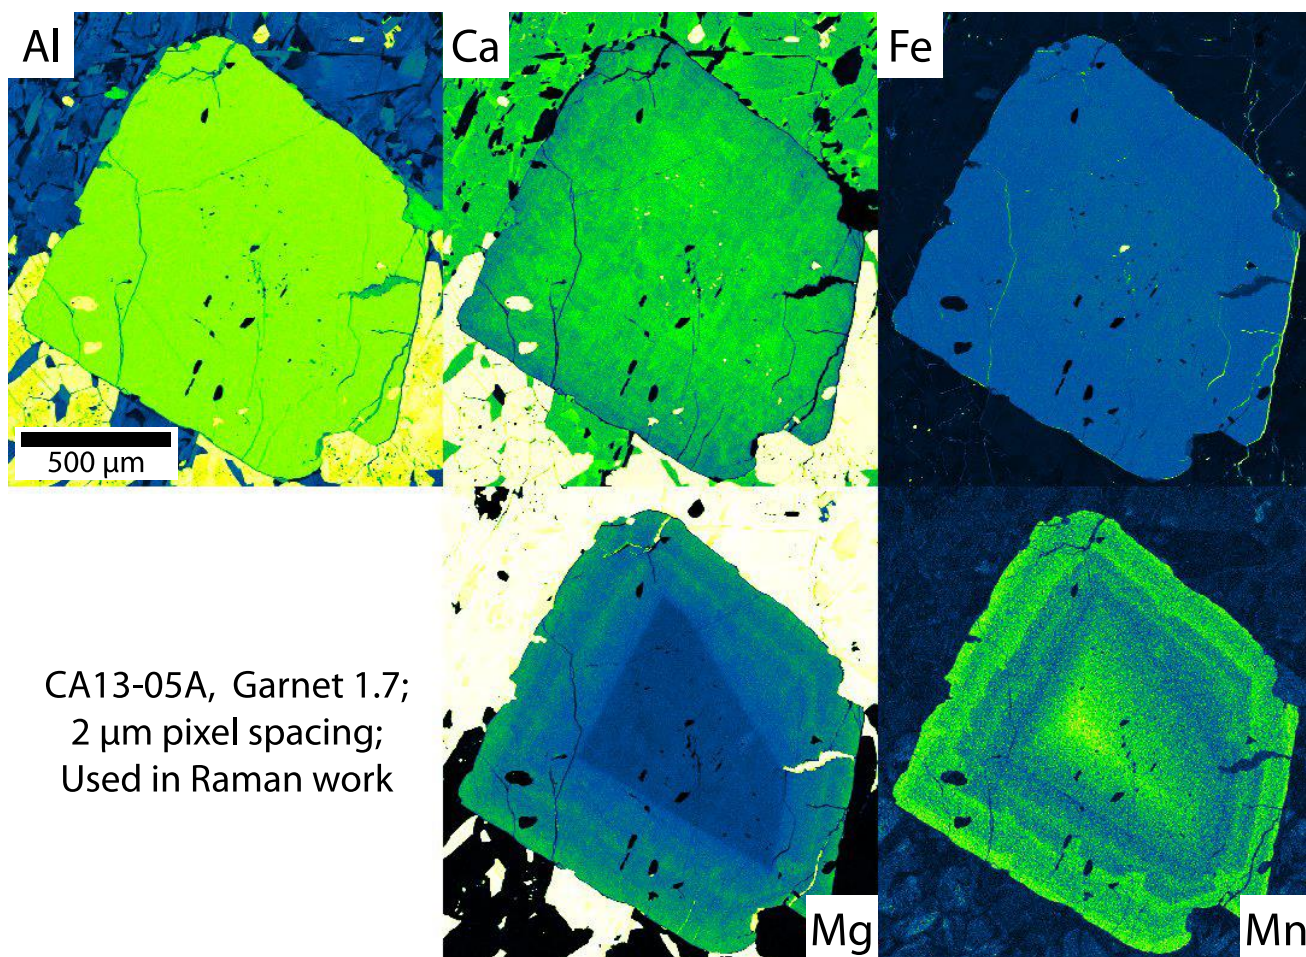 Al
Ca
Fe
500 µm
CA13-05A, Garnet 1.7;
2 µm pixel spacing;
Used in Raman work
Mg
Mn